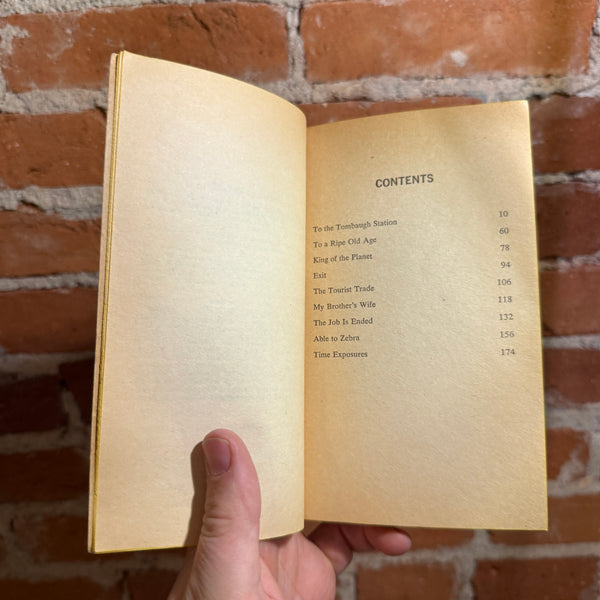 CONTENTS
To the Tombaugh Station 10
To a Ripe Old Age 60
King of the Planet 78
Exit 94
The Tourist Trade 106
My Brother's Wife 118
The Job Is Ended 132
Able to Zebra 156
Time Exposures 174